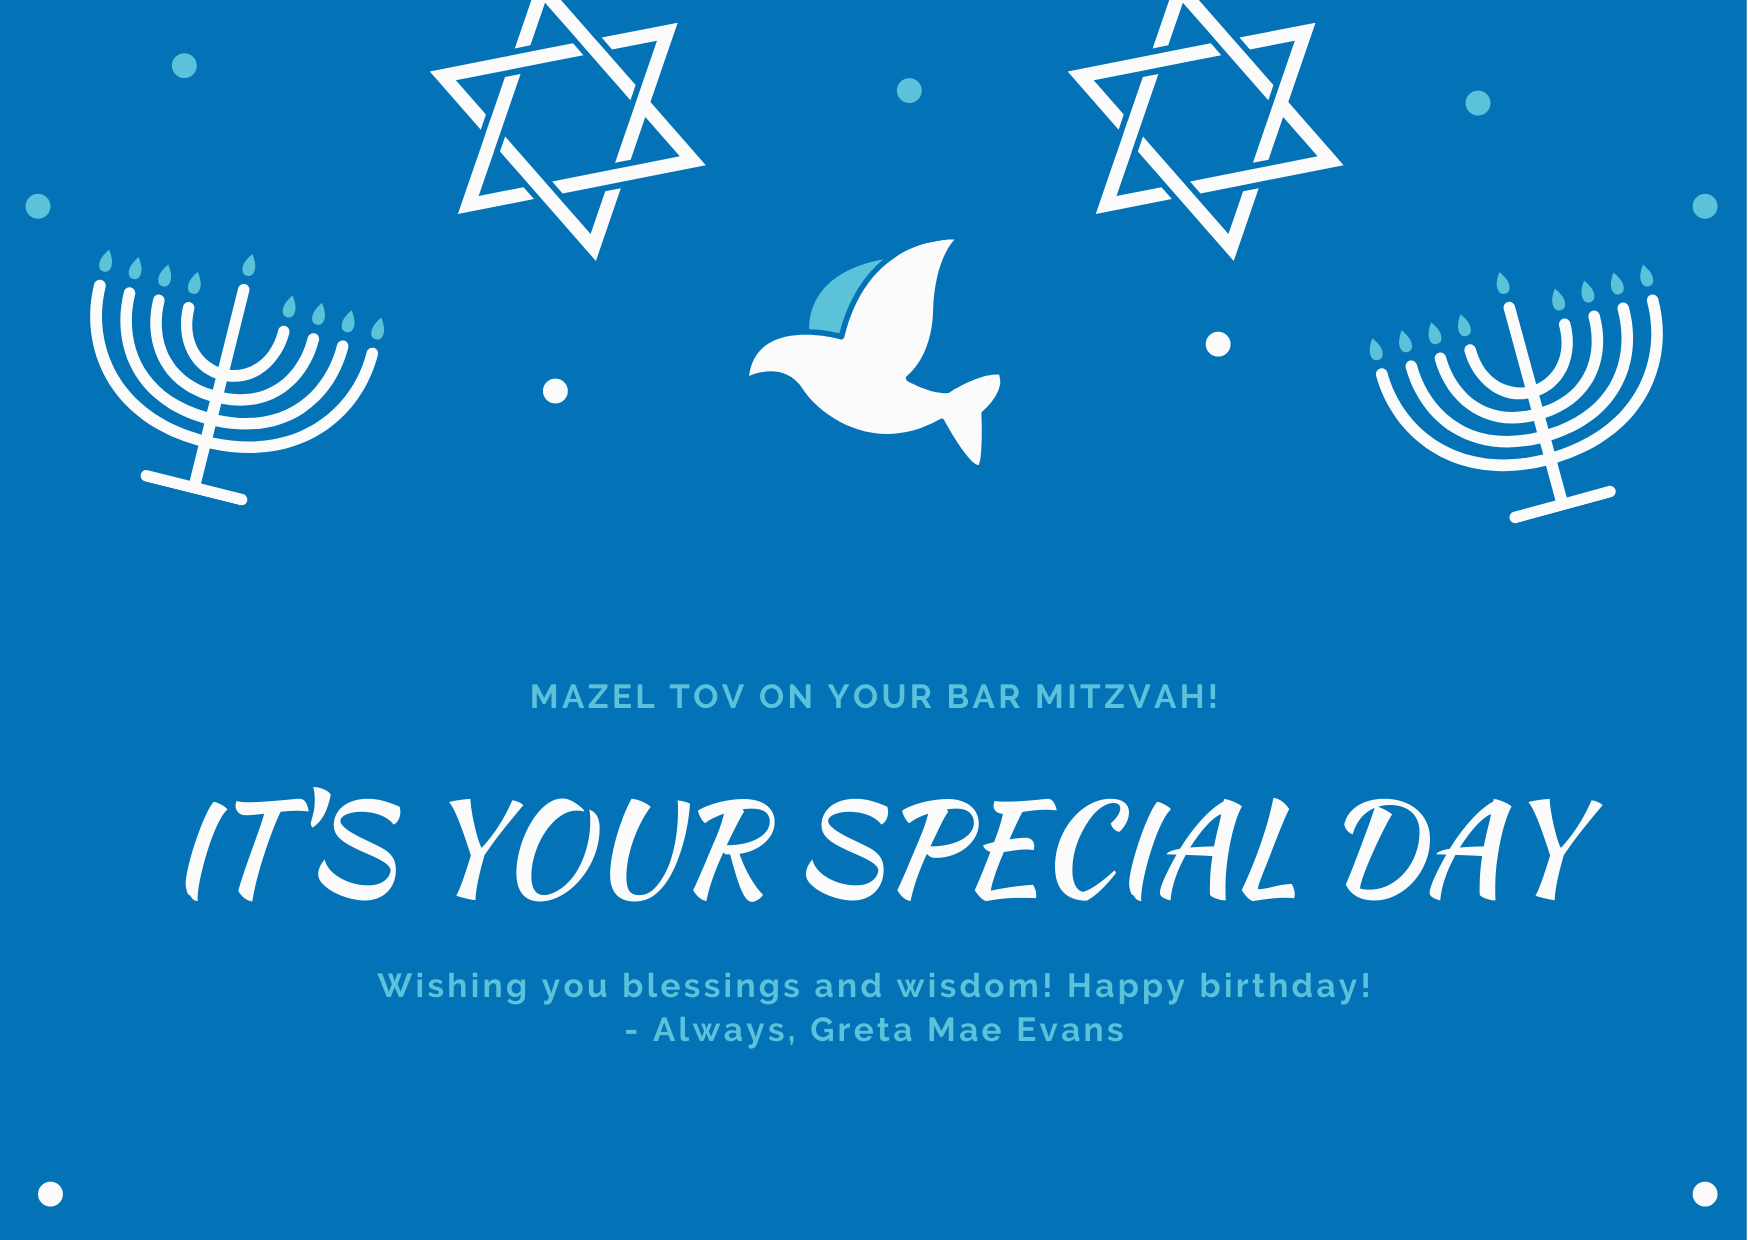 MAZEL TOV ON YOUR BAR MITZVAH!
IT'S YOUR SPECIAL DAY
Wishing you blessings and wisdom! Happy birthday!
- Always, Greta Mae Evans